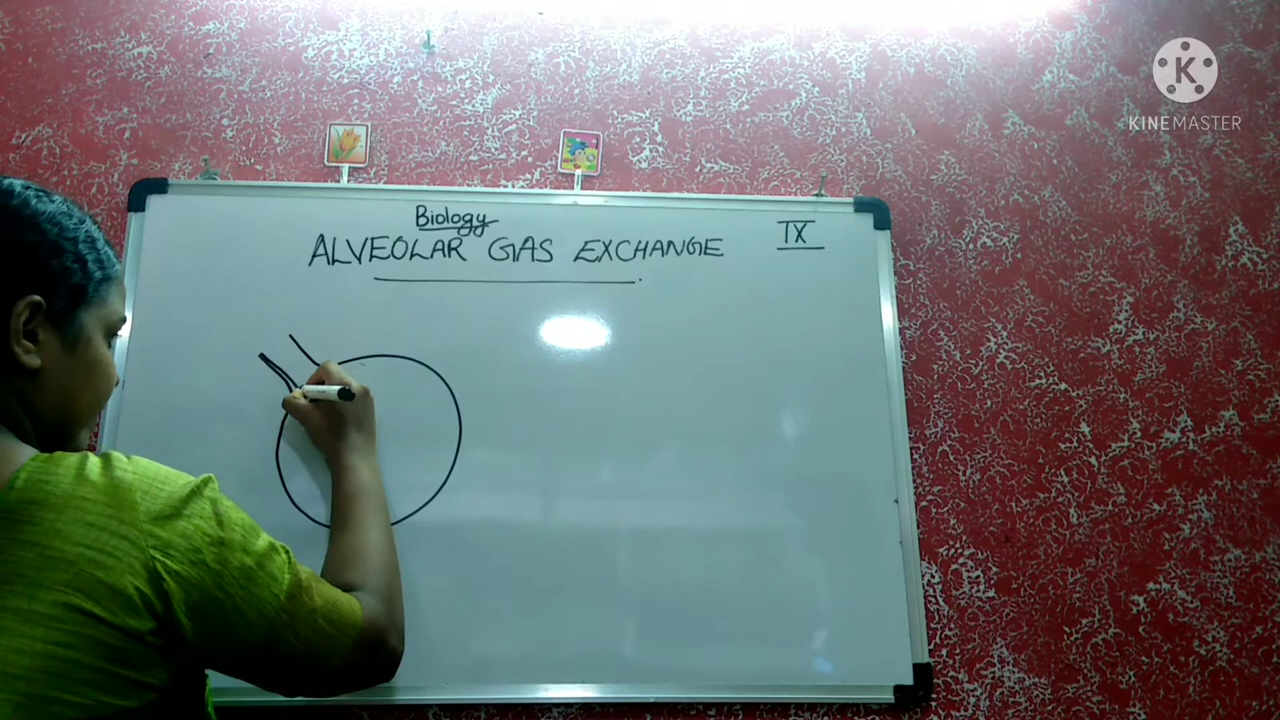 K
KINEMASTER
Biology
IX
ALVEOLAR GAS EXCHANGE